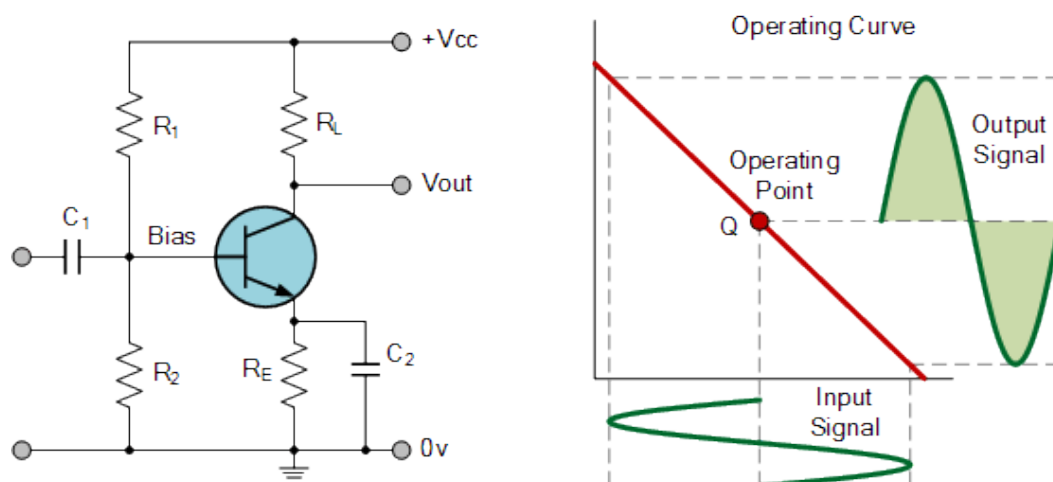 +Vcc
R1
RL
Vout
C1
Bias
R2
RE
C2
0v
Operating Curve
Output
Signal
Operating
Point
Q
Input
Signal